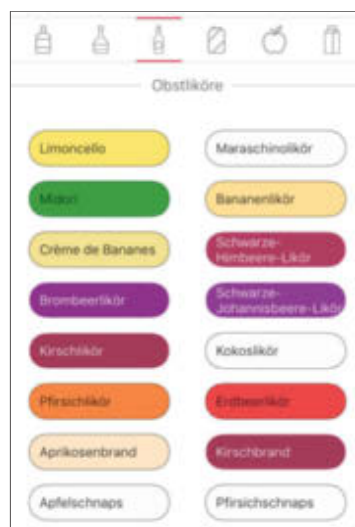 Obstliköre
Limoncello
Maraschinolikör
Midori
Bananenlikör
Crème de Bananes
Schwarze-
Himbeere-Likör
Brombeerlikör
Schwarze-
Johannisbeere-Likör
Kirschlikör
Kokoslikör
Pfirsichlikör
Erdbeerlikör
Aprikosenbrand
Kirschbrand
Apfelschnaps
Pfirsichschnaps